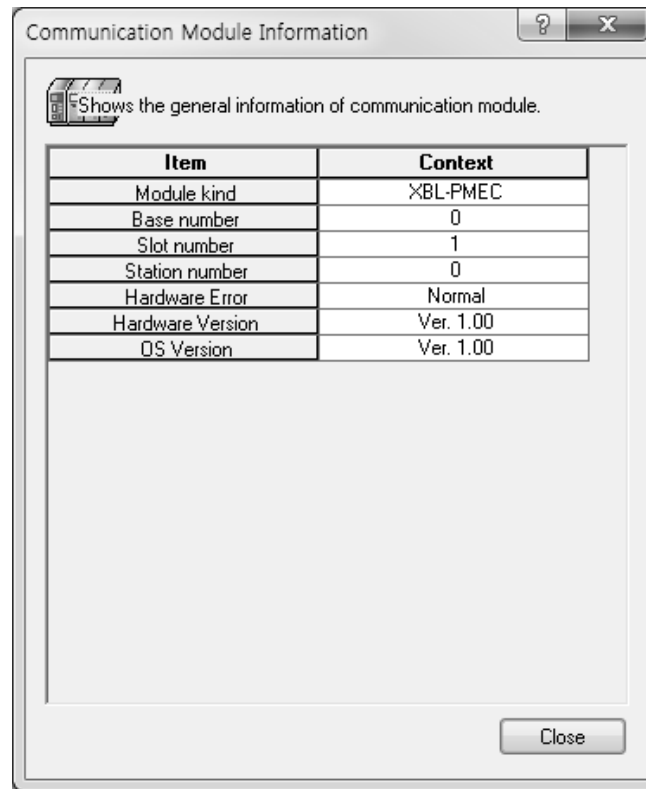 Communication Module Information
Shows the general information of communication module.
Item Context
Module kind XBL-PMEC
Base number 0
Slot number 1
Station number 0
Hardware Error Normal
Hardware Version Ver. 1.00
OS Version Ver. 1.00
Close